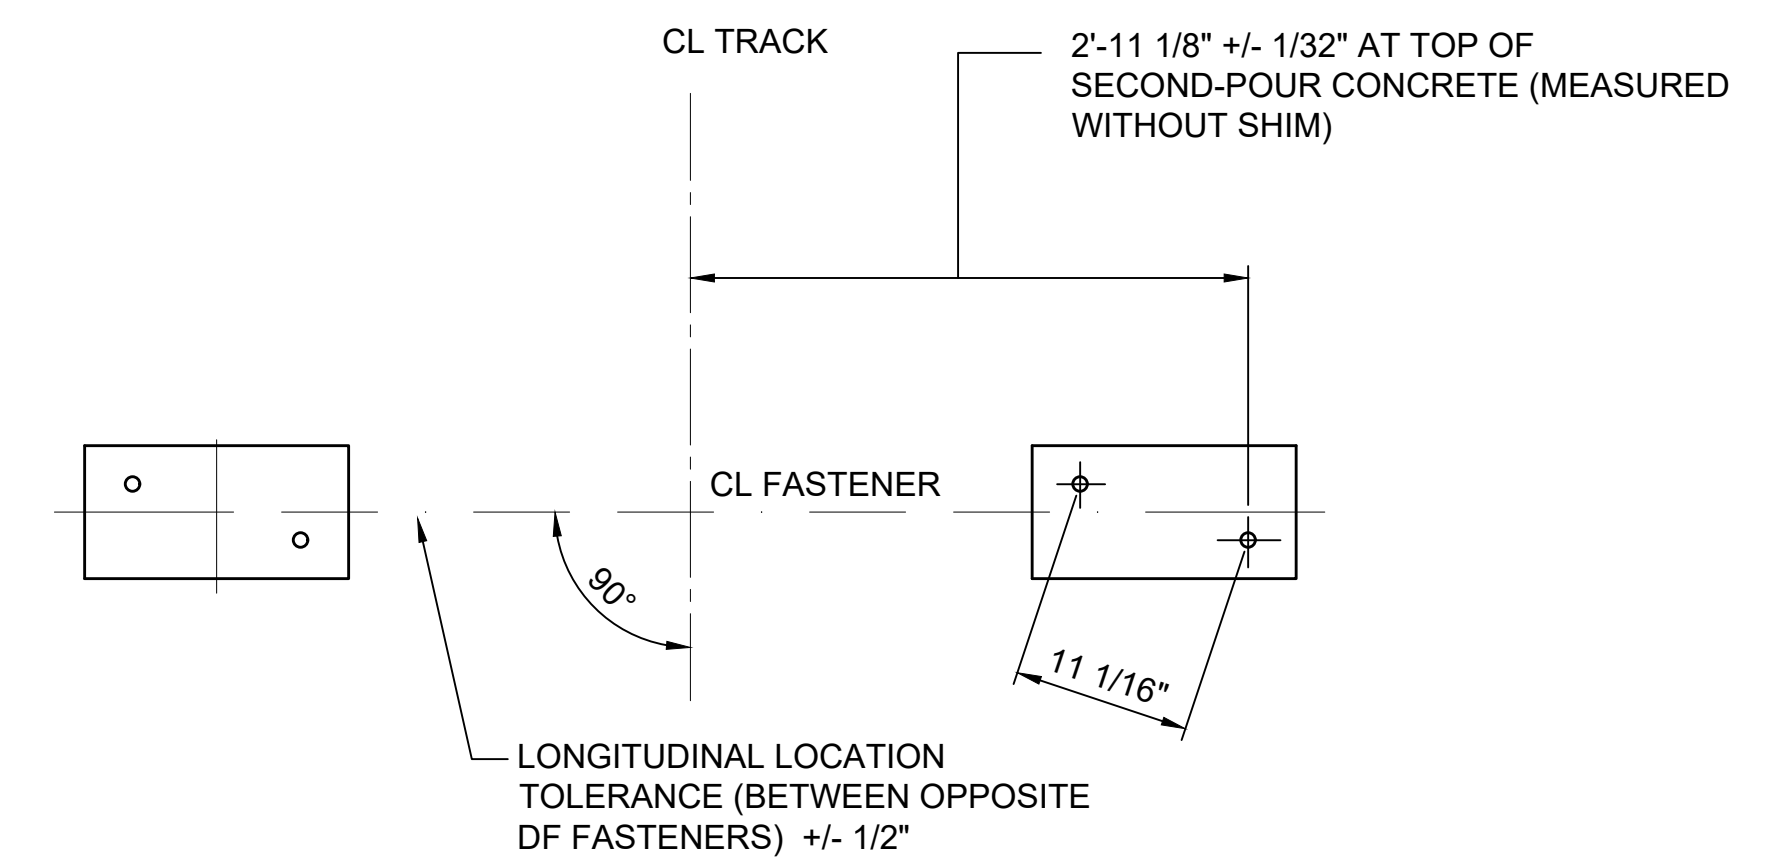 CL TRACK
2'-11 1/8" +/- 1/32" AT TOP OF
SECOND-POUR CONCRETE (MEASURED
WITHOUT SHIM)
CL FASTENER
90°
11 1/16"
LONGITUDINAL LOCATION
TOLERANCE (BETWEEN OPPOSITE
DF FASTENERS) +/- 1/2"